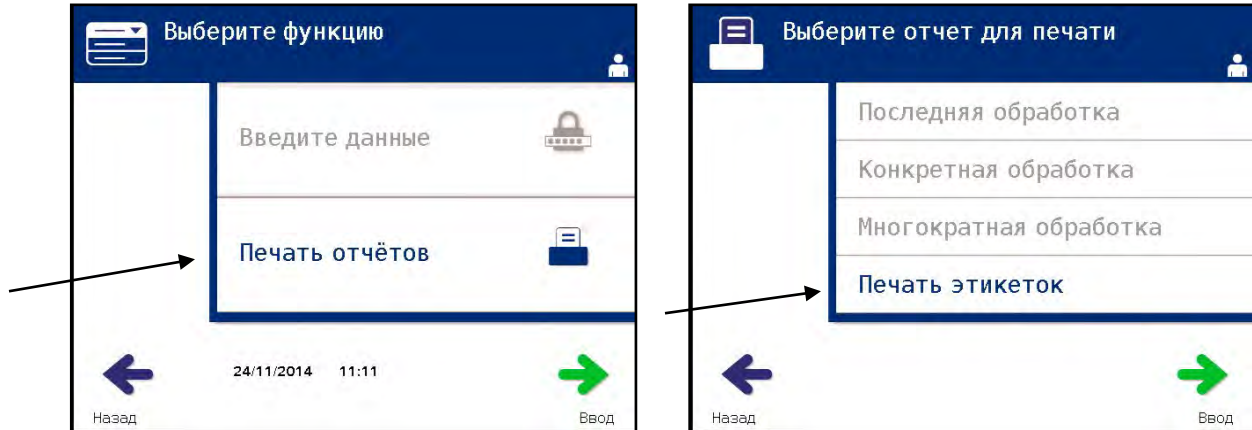 Выберите функцию
Введите данные
Печать отчётов
24/11/2014 11:11
Назад
Ввод
Выберите отчет для печати
Последняя обработка
Конкретная обработка
Многократная обработка
Печать этикеток
Назад
Ввод